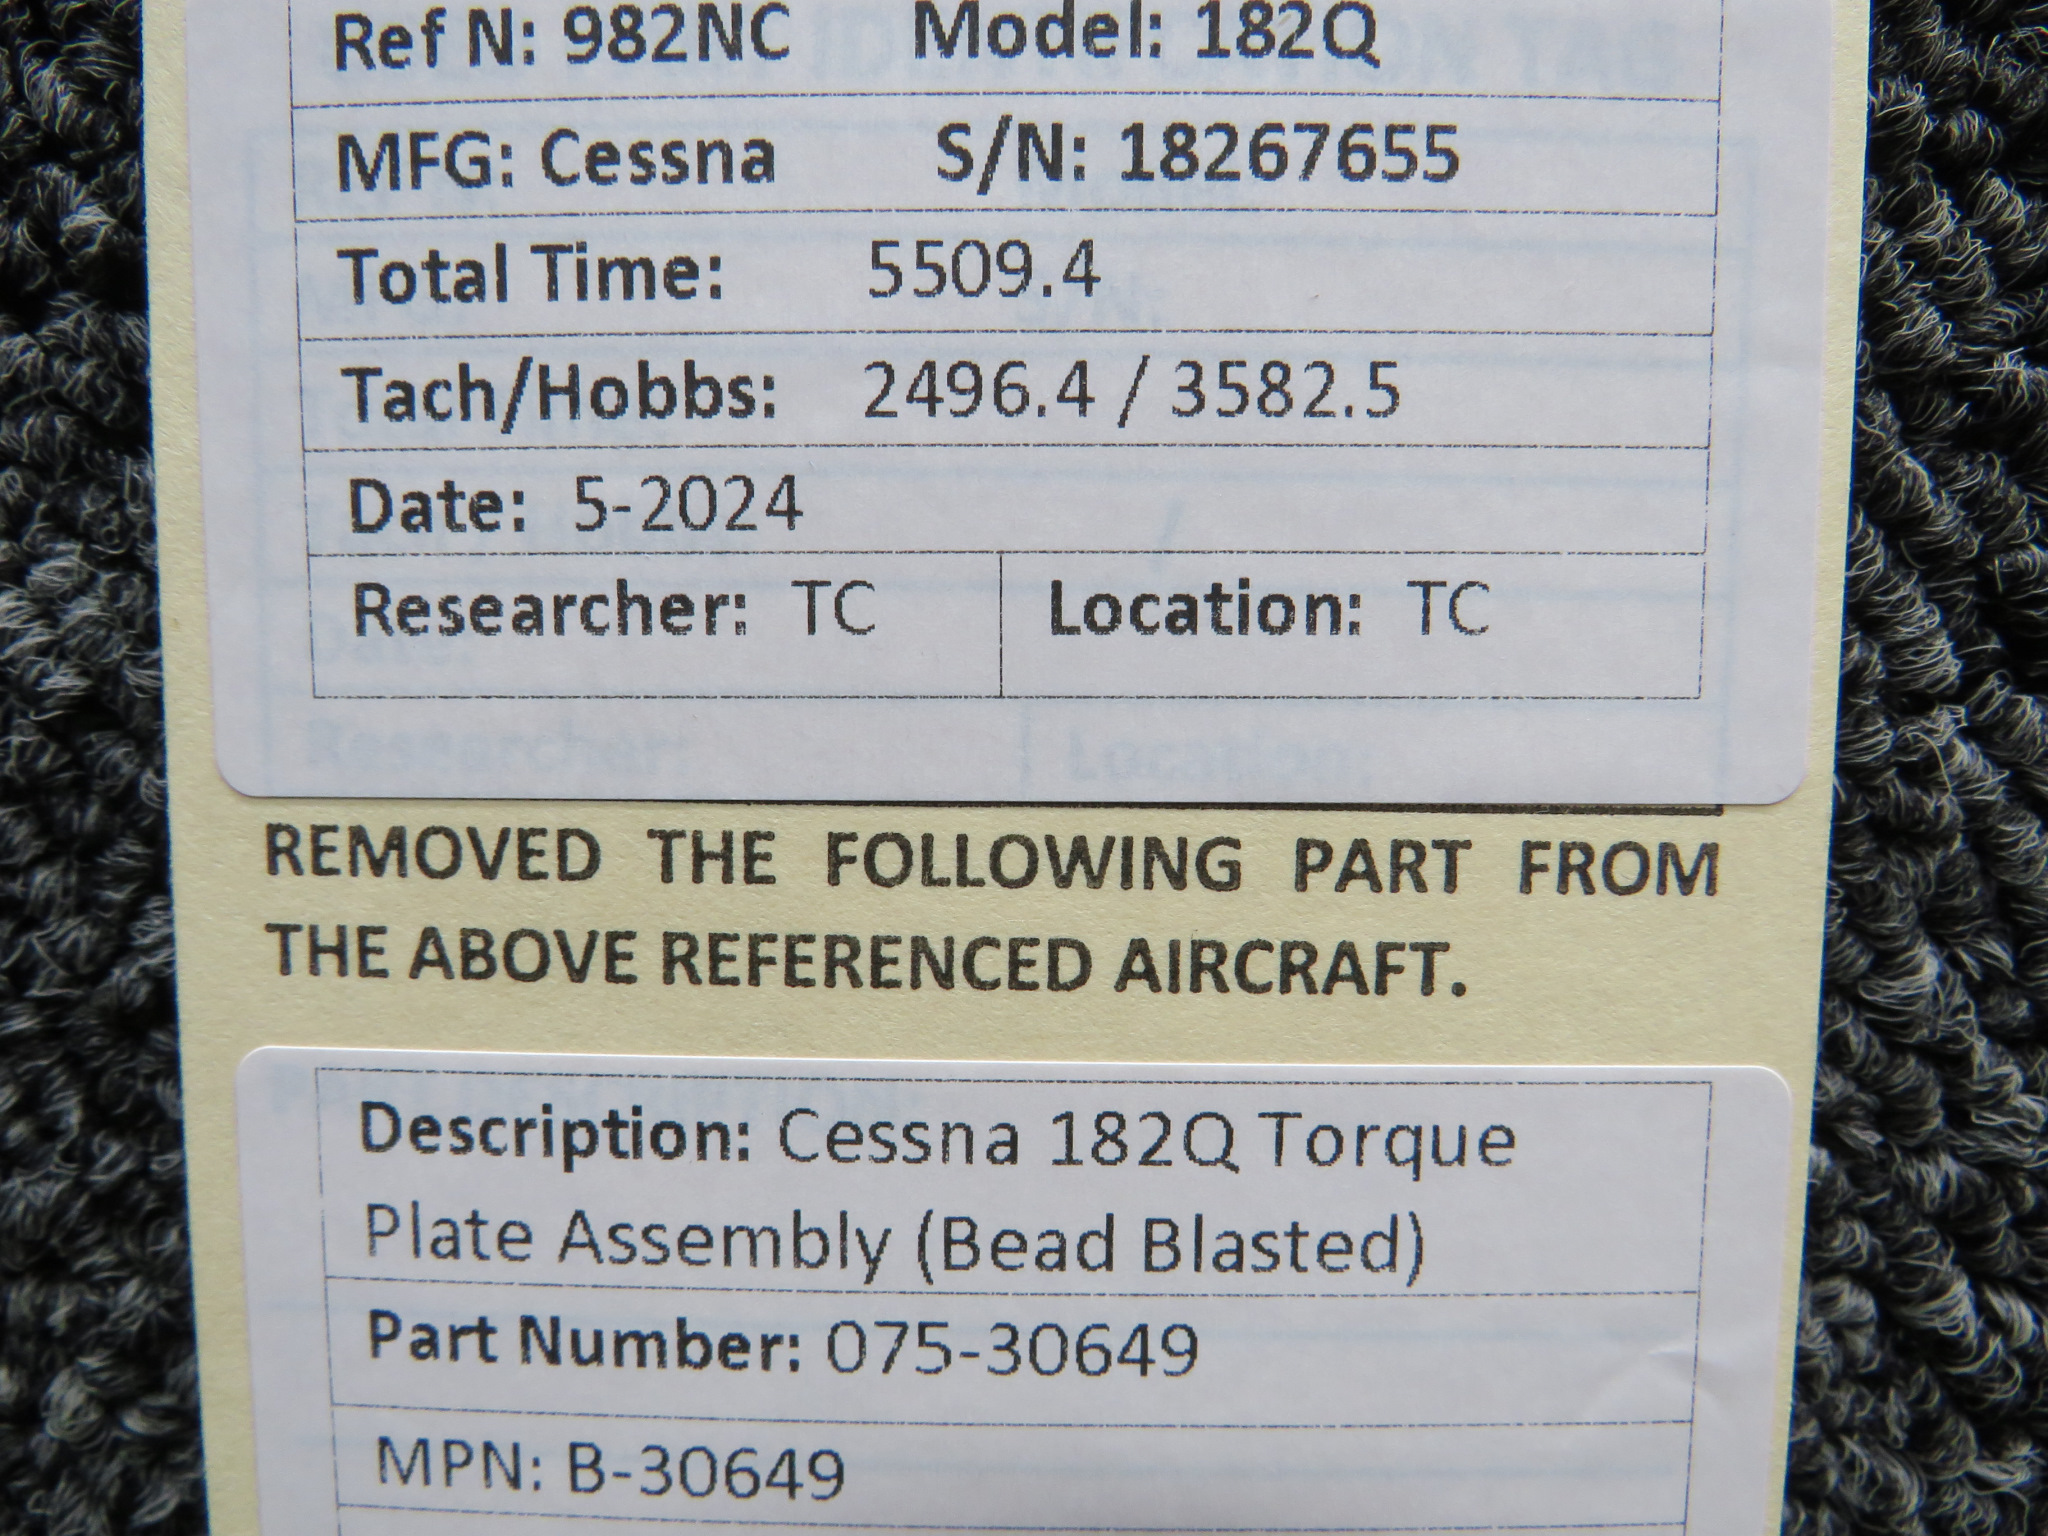 Ref N: 982NC Model: 182Q
MFG: Cessna S/N: 18267655
Total Time: 5509.4
Tach/Hobbs: 2496.4 / 3582.5
Date: 5-2024
Researcher: TC Location: TC
Researcher: Location:
REMOVED THE FOLLOWING PART FROM
THE ABOVE REFERENCED AIRCRAFT.
Description: Cessna 182Q Torque
Plate Assembly (Bead Blasted)
Part Number: 075-30649
MPN: B-30649